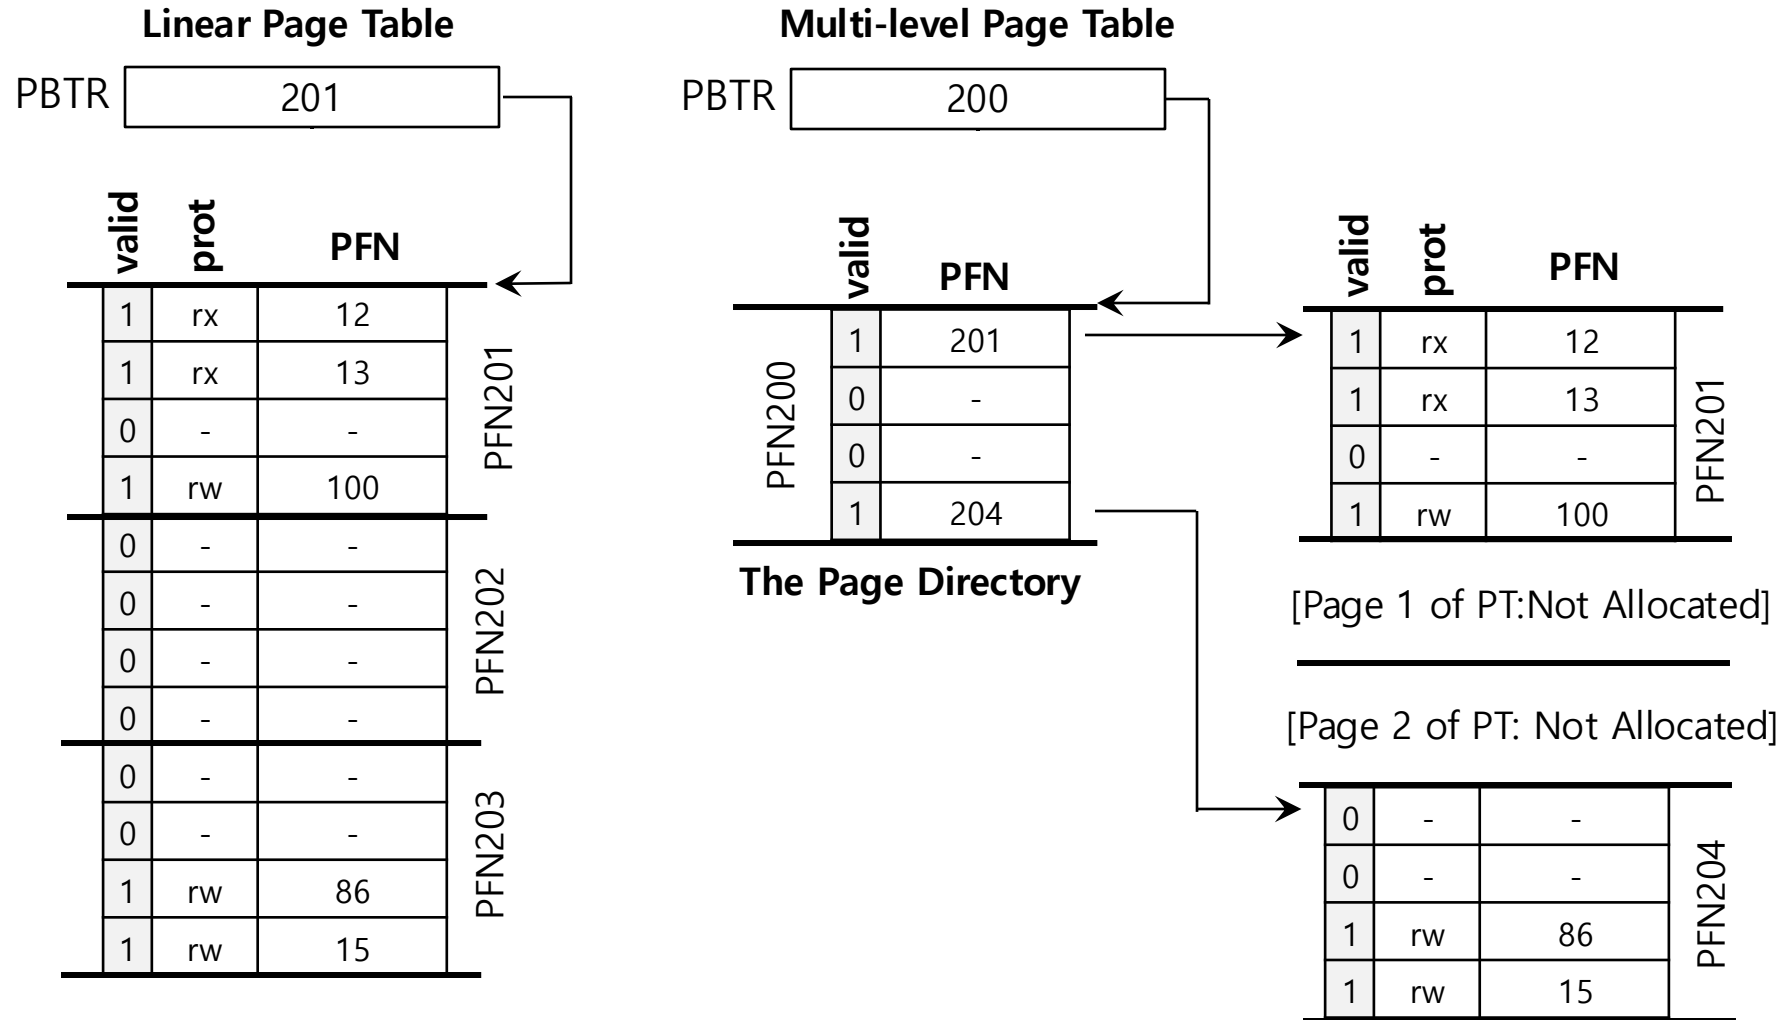 Linear Page Table
PBTR 201
valid prot PFN
1 rx 12
1 rx 13
0 - -
1 rw 100
PFN201
0 - -
0 - -
0 - -
0 - -
PFN202
0 - -
0 - -
1 rw 86
1 rw 15
PFN203
Multi-level Page Table
PBTR 200
valid PFN
1 201
0 -
0 -
1 204
PFN200
The Page Directory
valid prot PFN
1 rx 12
1 rx 13
0 - -
1 rw 100
PFN201
[Page 1 of PT:Not Allocated]
[Page 2 of PT: Not Allocated]
0 - -
0 - -
1 rw 86
1 rw 15
PFN204